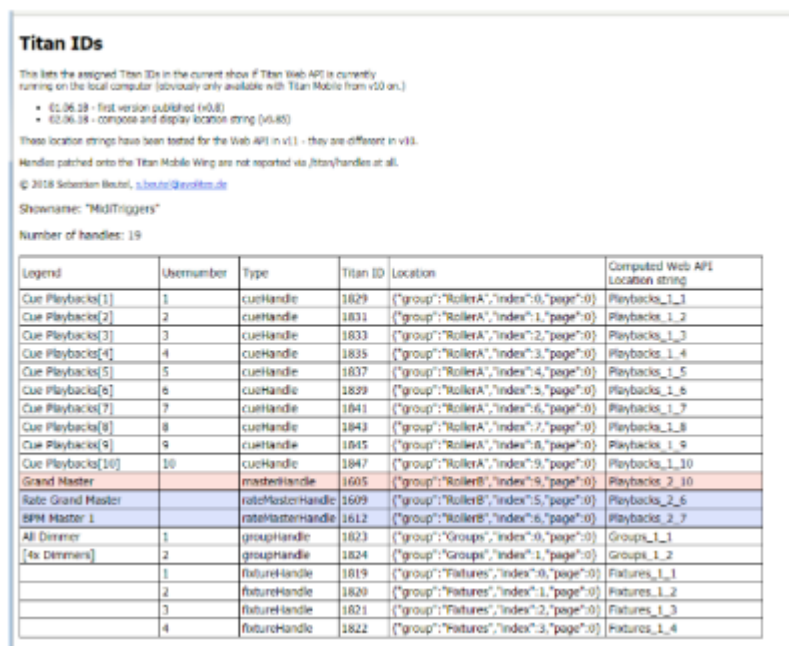 Titan IDs
This lists the assigned Titan IDs in the current show if Titan Web API is currently
running on the local computer (obviously only available with Titan Mobile from v10 on.)
• 01.06.18 - first version published (v0.8)
• 02.06.18 - compose and display location string (v0.85)
These location strings have been tested for the Web API in v11 - they are different in v10.
Handles patched onto the Titan Mobile Wing are not reported via /titan/handles at all.
© 2018 Sebastian Beutel, s.beutel@avolites.de
Showname: "MidiTriggers"
Number of handles: 19
Legend Usernumber Type Titan ID Location Computed Web API Location string
Cue Playbacks[1] 1 cueHandle 1829 {"group":"RollerA","index":0,"page":0} Playbacks_1_1
Cue Playbacks[2] 2 cueHandle 1831 {"group":"RollerA","index":1,"page":0} Playbacks_1_2
Cue Playbacks[3] 3 cueHandle 1833 {"group":"RollerA","index":2,"page":0} Playbacks_1_3
Cue Playbacks[4] 4 cueHandle 1835 {"group":"RollerA","index":3,"page":0} Playbacks_1_4
Cue Playbacks[5] 5 cueHandle 1837 {"group":"RollerA","index":4,"page":0} Playbacks_1_5
Cue Playbacks[6] 6 cueHandle 1839 {"group":"RollerA","index":5,"page":0} Playbacks_1_6
Cue Playbacks[7] 7 cueHandle 1841 {"group":"RollerA","index":6,"page":0} Playbacks_1_7
Cue Playbacks[8] 8 cueHandle 1843 {"group":"RollerA","index":7,"page":0} Playbacks_1_8
Cue Playbacks[9] 9 cueHandle 1845 {"group":"RollerA","index":8,"page":0} Playbacks_1_9
Cue Playbacks[10] 10 cueHandle 1847 {"group":"RollerA","index":9,"page":0} Playbacks_1_10
Grand Master masterHandle 1605 {"group":"RollerB","index":9,"page":0} Playbacks_2_10
Rate Grand Master rateMasterHandle 1609 {"group":"RollerB","index":5,"page":0} Playbacks_2_6
BPM Master 1 rateMasterHandle 1612 {"group":"RollerB","index":6,"page":0} Playbacks_2_7
All Dimmer 1 groupHandle 1823 {"group":"Groups","index":0,"page":0} Groups_1_1
[4x Dimmers] 2 groupHandle 1824 {"group":"Groups","index":1,"page":0} Groups_1_2
1 fixtureHandle 1819 {"group":"Fixtures","index":0,"page":0} Fixtures_1_1
2 fixtureHandle 1820 {"group":"Fixtures","index":1,"page":0} Fixtures_1_2
3 fixtureHandle 1821 {"group":"Fixtures","index":2,"page":0} Fixtures_1_3
4 fixtureHandle 1822 {"group":"Fixtures","index":3,"page":0} Fixtures_1_4